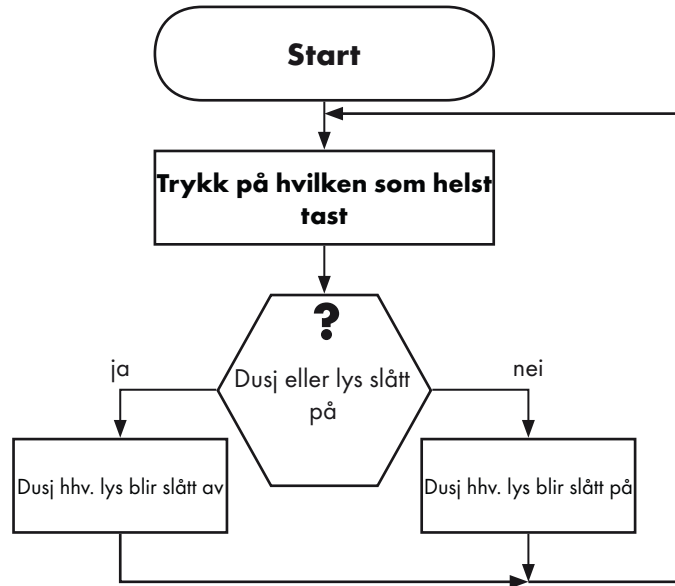 Start
Trykk på hvilken som helst
tast
?
Dusj eller lys slått
på
ja
nei
Dusj hhv. lys blir slått av
Dusj hhv. lys blir slått på